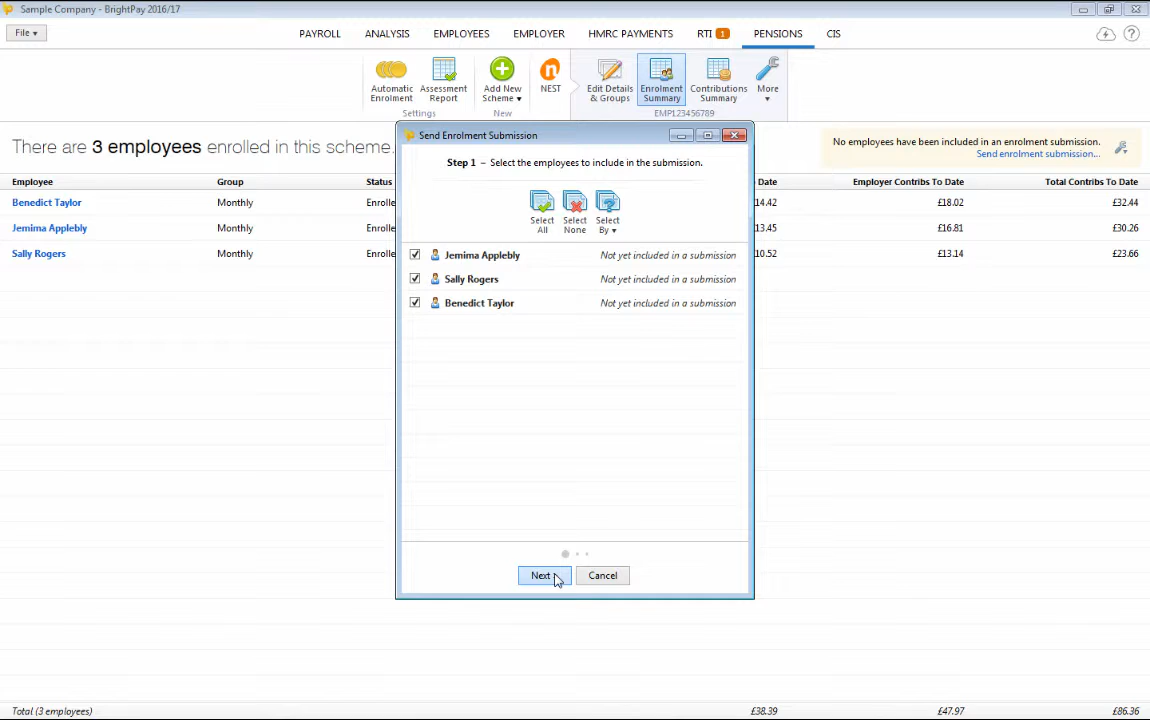 Sample Company - BrightPay 2016/17
File
PAYROLL ANALYSIS EMPLOYEES EMPLOYER HMRC PAYMENTS RTI 1 PENSIONS CIS
Automatic Enrolment
Assessment Report
Settings
Add New Scheme
New
n
NEST
Edit Details & Groups
Enrolment Summary
Contributions Summary
More
EMP123456789
There are 3 employees enrolled in this scheme.
No employees have been included in an enrolment submission.
Send enrolment submission...
Employee Group Status Date Employer Contribs To Date Total Contribs To Date
Benedict Taylor Monthly Enrolle 14.42 £18.02 £32.44
Jemima Applebly Monthly Enrolle 13.45 £16.81 £30.26
Sally Rogers Monthly Enrolle 10.52 £13.14 £23.66
Send Enrolment Submission
Step 1 – Select the employees to include in the submission.
Select All
Select None
Select By
Jemima Applebly Not yet included in a submission
Sally Rogers Not yet included in a submission
Benedict Taylor Not yet included in a submission
Next Cancel
Total (3 employees) £38.39 £47.97 £86.36